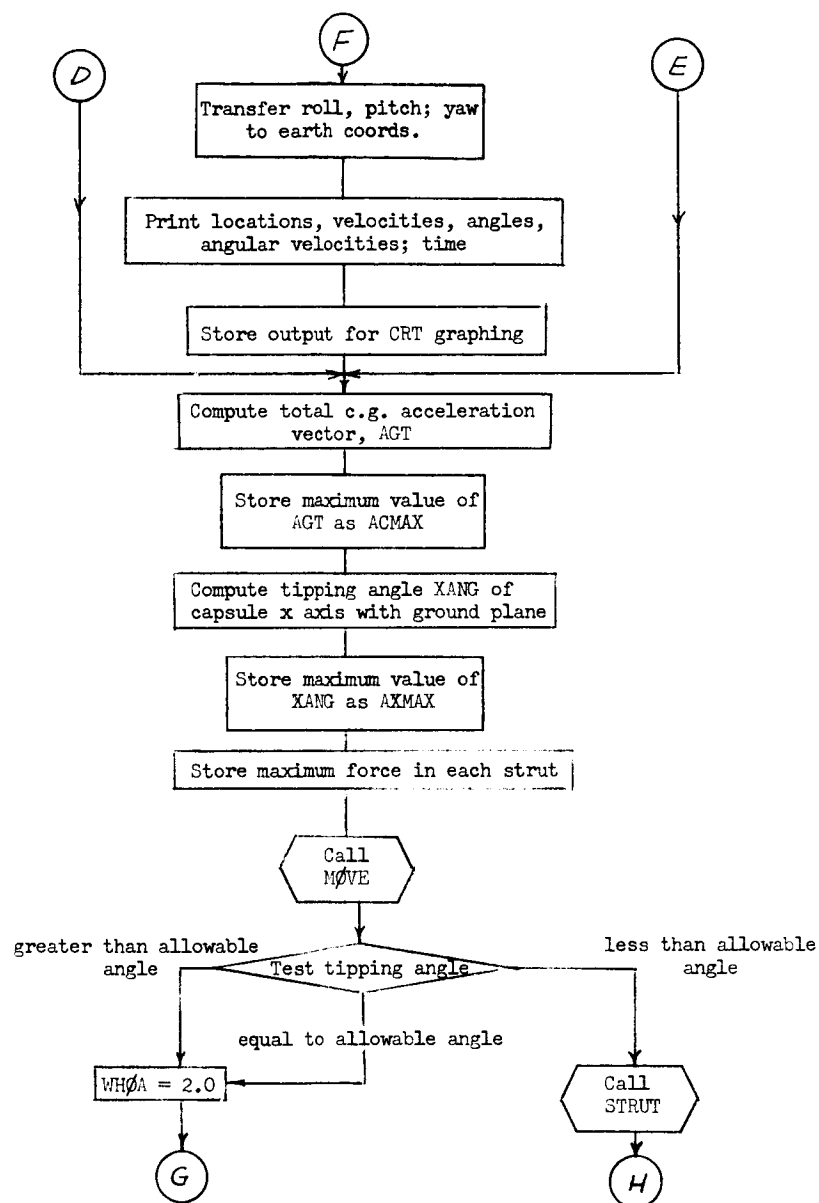 F
D
E
Transfer roll, pitch; yaw
to earth coords.
Print locations, velocities, angles,
angular velocities; time
Store output for CRT graphing
Compute total c.g. acceleration
vector, AGT
Store maximum value of
AGT as ACMAX
Compute tipping angle XANG of
capsule x axis with ground plane
Store maximum value of
XANG as AXMAX
Store maximum force in each strut
Call
MØVE
greater than allowable
angle
Test tipping angle
less than allowable
angle
equal to allowable angle
WHØA = 2.0
Call
STRUT
G
H